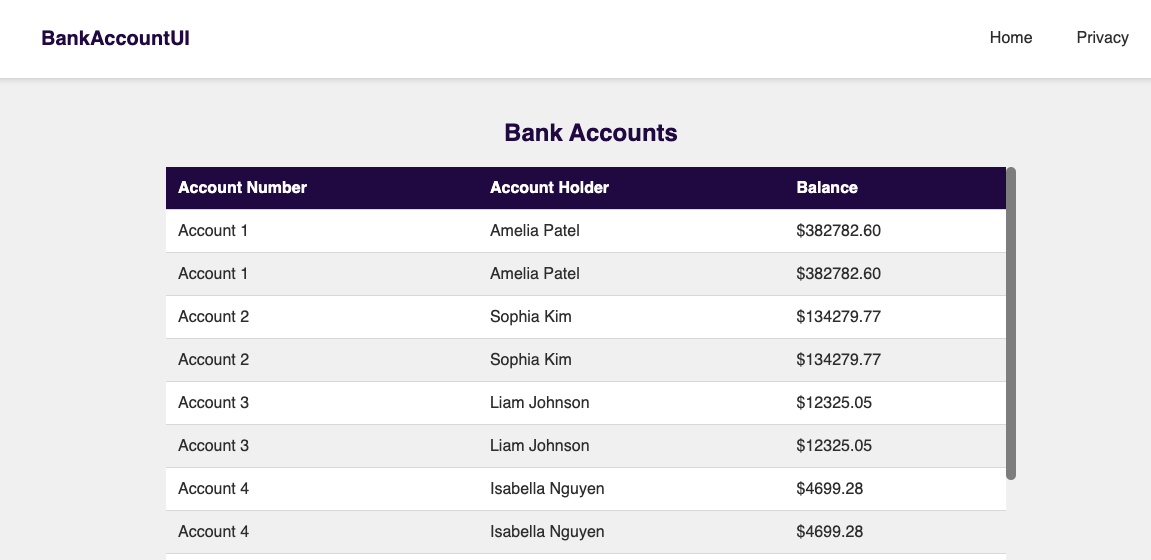 BankAccountUI Home Privacy
Bank Accounts
Account Number Account Holder Balance
Account 1 Amelia Patel $382782.60
Account 1 Amelia Patel $382782.60
Account 2 Sophia Kim $134279.77
Account 2 Sophia Kim $134279.77
Account 3 Liam Johnson $12325.05
Account 3 Liam Johnson $12325.05
Account 4 Isabella Nguyen $4699.28
Account 4 Isabella Nguyen $4699.28